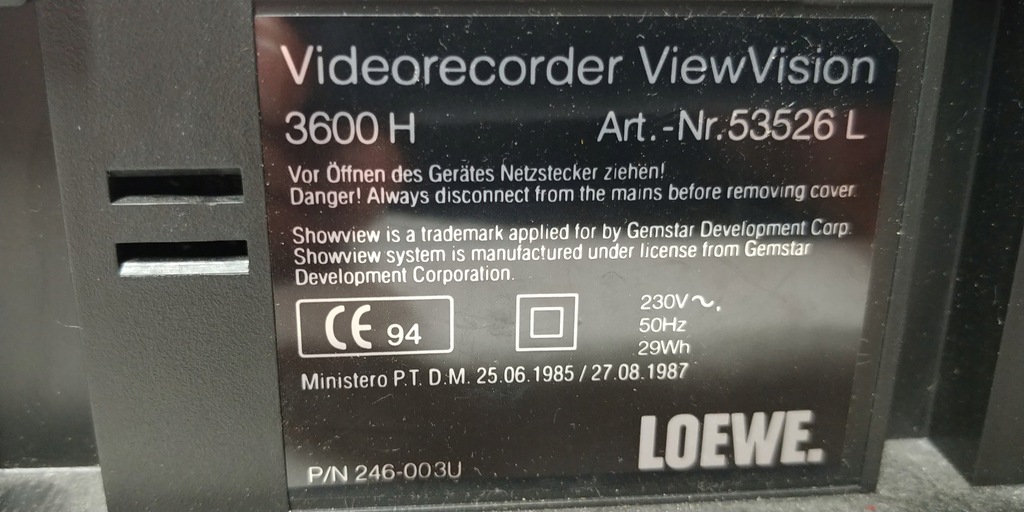 Videorecorder ViewVision
3600 H Art.-Nr. 53526 L
Vor Öffnen des Gerätes Netzstecker ziehen!
Danger! Always disconnect from the mains before removing cover.
Showview is a trademark applied for by Gemstar Development Corp.
Showview system is manufactured under license from Gemstar
Development Corporation.
CE 94
230V~,
50Hz
29Wh
Ministero P.T. D.M. 25.06.1985 / 27.08.1987
LOEWE.
P/N 246-003U